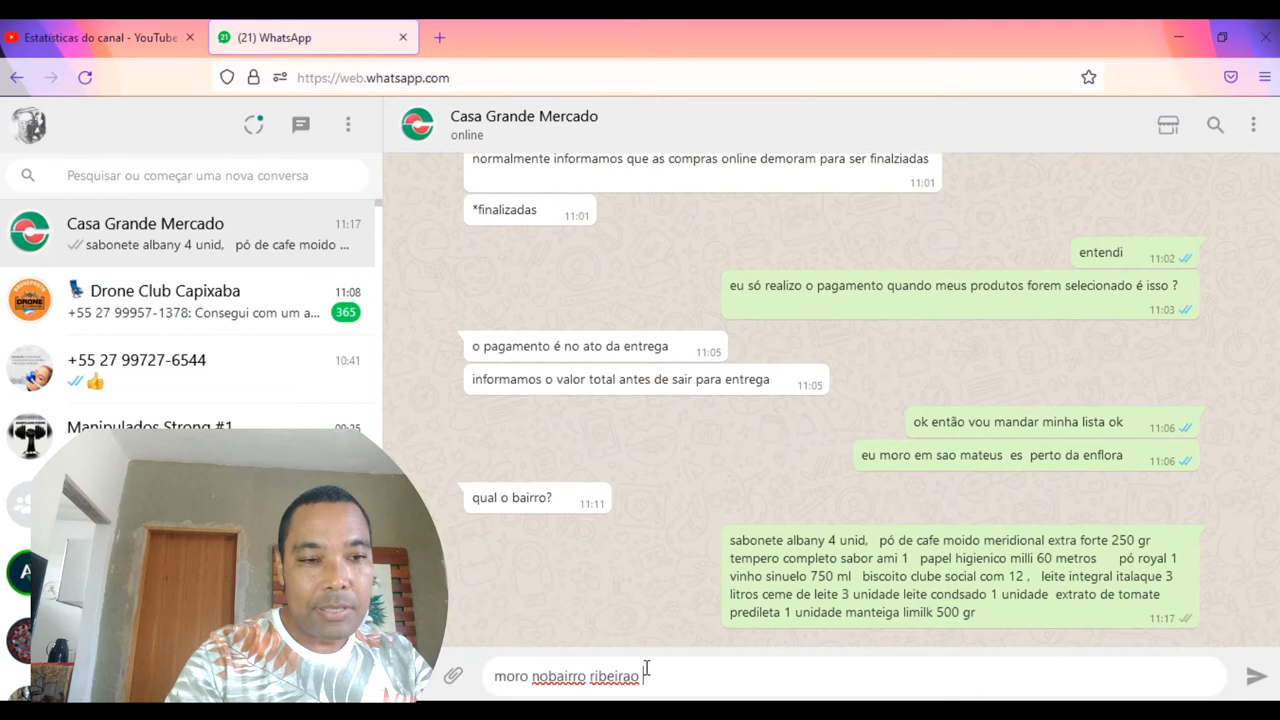 Estatísticas do canal - YouTube
(21) WhatsApp
https://web.whatsapp.com
Casa Grande Mercado
online
Pesquisar ou começar uma nova conversa
Casa Grande Mercado
11:17
sabonete albany 4 unid, pó de cafe moido ...
Drone Club Capixaba
11:08
+55 27 99957-1378: Consegui com um a...
365
+55 27 99727-6544
10:41
Manipulados Strong #1
normalmente informamos que as compras online demoram para ser finalziadas
11:01
*finalizadas
11:01
entendi
11:02
eu só realizo o pagamento quando meus produtos forem selecionado é isso ?
11:03
o pagamento é no ato da entrega
11:05
informamos o valor total antes de sair para entrega
11:05
ok então vou mandar minha lista ok
11:06
eu moro em sao mateus es perto da enflora
11:06
qual o bairro?
11:11
sabonete albany 4 unid, pó de cafe moido meridional extra forte 250 gr
tempero completo sabor ami 1 papel higienico milli 60 metros pó royal 1
vinho sinuelo 750 ml biscoito clube social com 12 , leite integral italaque 3
litros ceme de leite 3 unidade leite condsado 1 unidade extrato de tomate
predileta 1 unidade manteiga limilk 500 gr
11:17
moro nobairro ribeirao